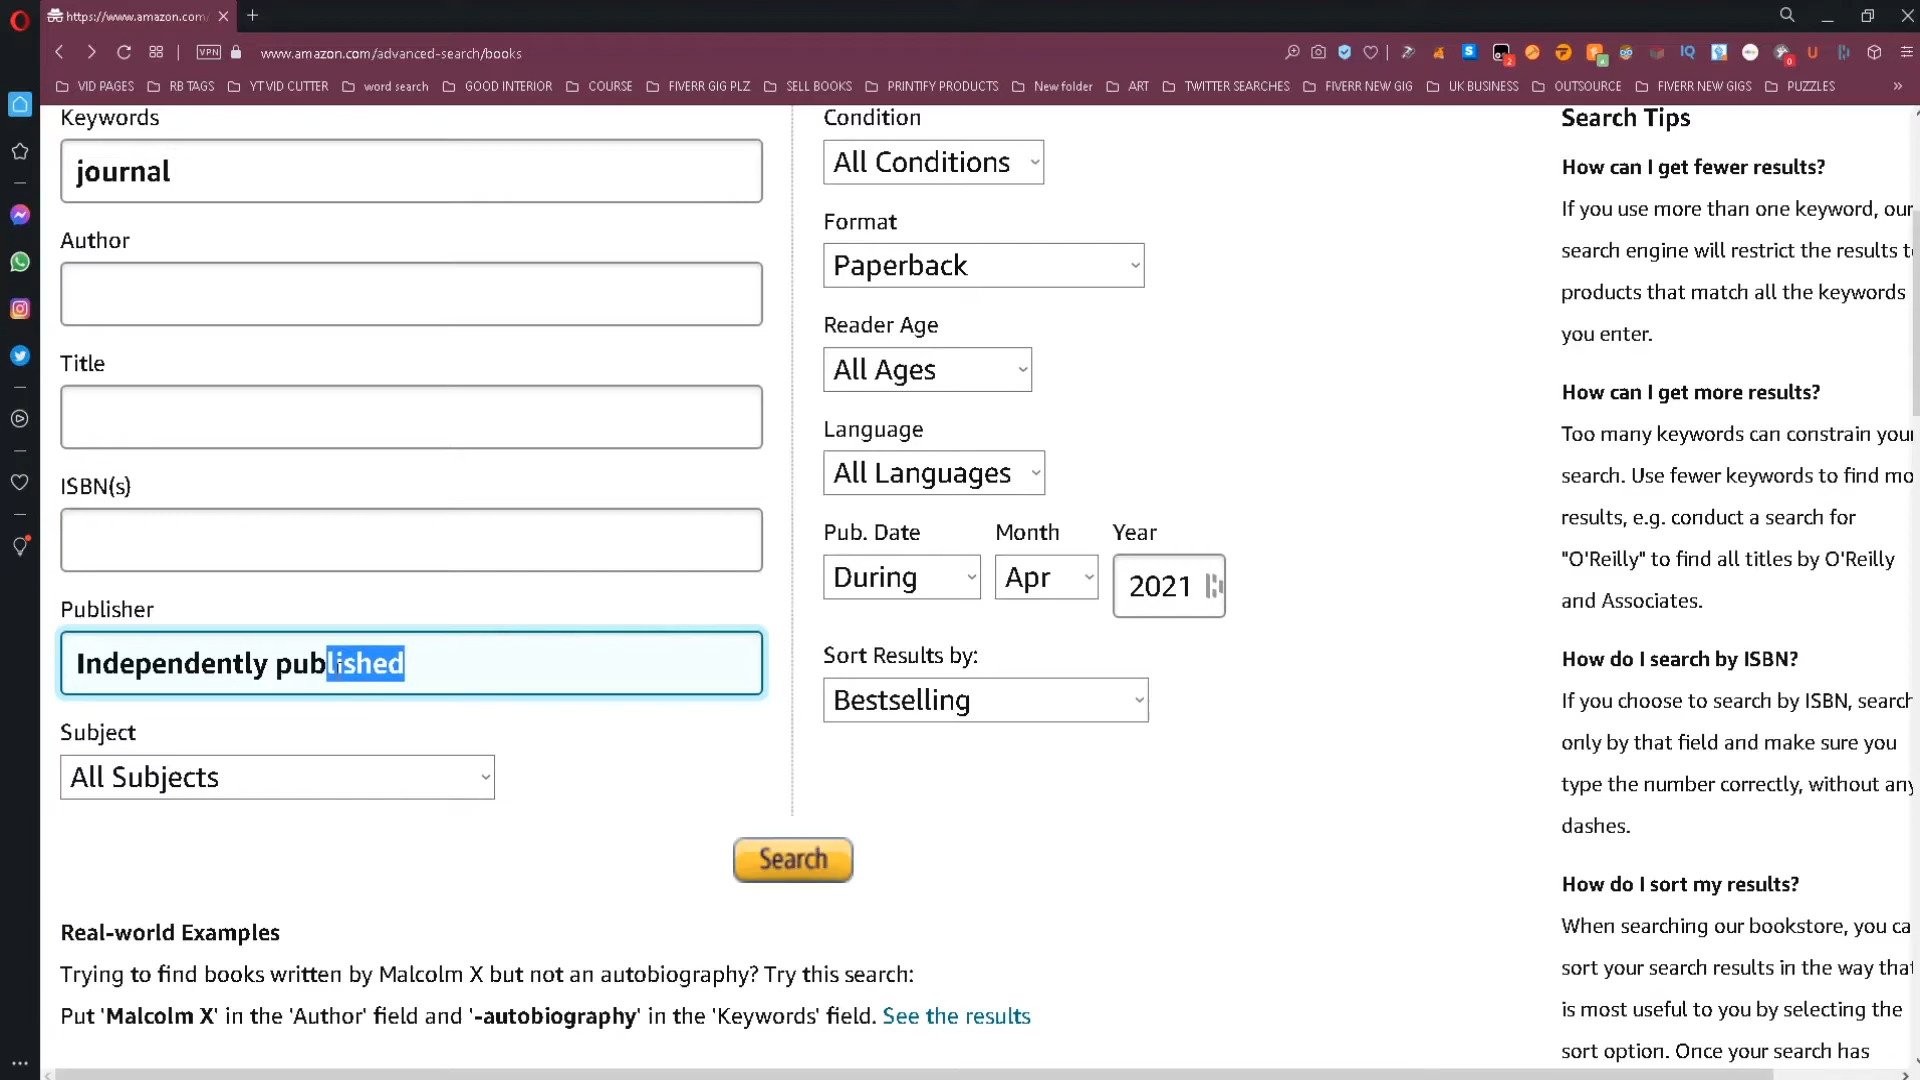 https://www.amazon.com/
VPN
www.amazon.com/advanced-search/books
2
4
IQ
S
0
U
VID PAGES
RB TAGS
YT VID CUTTER
word search
GOOD INTERIOR
COURSE
FIVERR GIG PLZ
SELL BOOKS
PRINTIFY PRODUCTS
New folder
ART
TWITTER SEARCHES
FIVERR NEW GIG
UK BUSINESS
OUTSOURCE
FIVERR NEW GIGS
PUZZLES
Keywords
journal
Author
Title
ISBN(s)
Publisher
Independently published
Subject
All Subjects
Condition
All Conditions
Format
Paperback
Reader Age
All Ages
Language
All Languages
Pub. Date
Month
Year
During
Apr
2021
Sort Results by:
Bestselling
Search
Real-world Examples
Trying to find books written by Malcolm X but not an autobiography? Try this search:
Put 'Malcolm X' in the 'Author' field and '-autobiography' in the 'Keywords' field. See the results
Search Tips
How can I get fewer results?
If you use more than one keyword, our
search engine will restrict the results t
products that match all the keywords
you enter.
How can I get more results?
Too many keywords can constrain your
search. Use fewer keywords to find mo
results, e.g. conduct a search for
"O'Reilly" to find all titles by O'Reilly
and Associates.
How do I search by ISBN?
If you choose to search by ISBN, search
only by that field and make sure you
type the number correctly, without any
dashes.
How do I sort my results?
When searching our bookstore, you ca
sort your search results in the way that
is most useful to you by selecting the
sort option. Once your search has